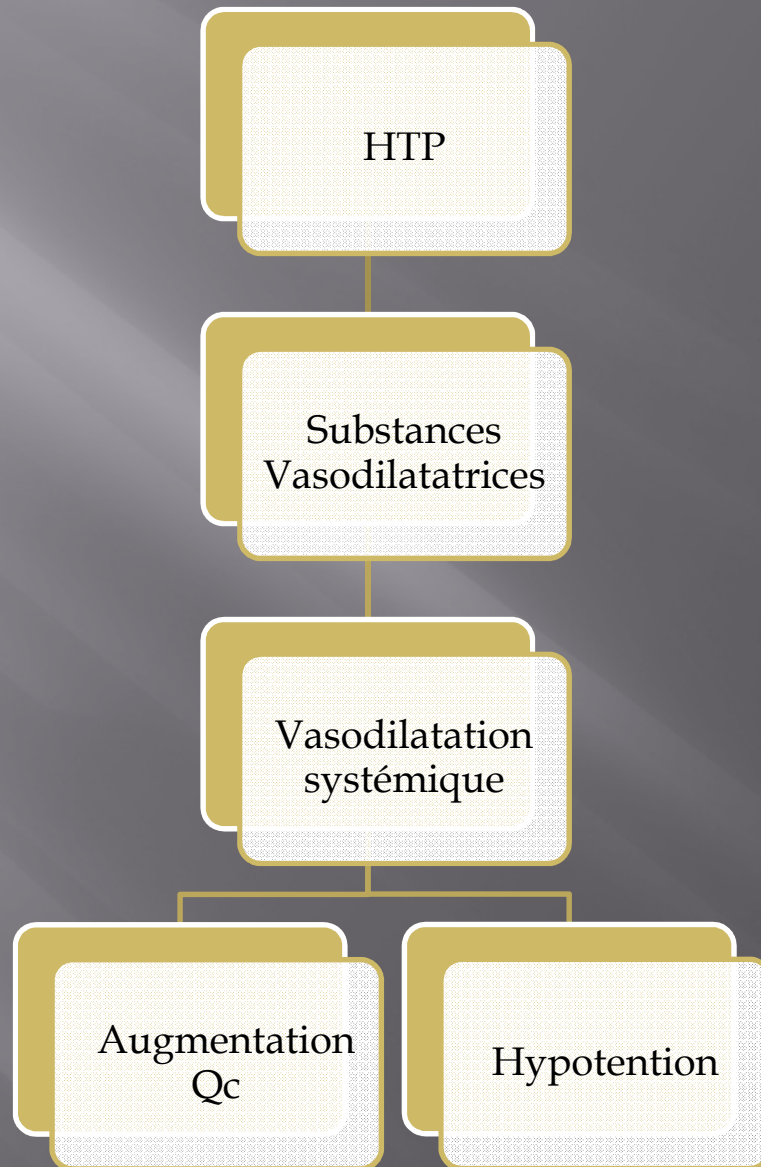 HTP
Substances
Vasodilatatrices
Vasodilatation
systémique
Augmentation
Qc
Hypotention